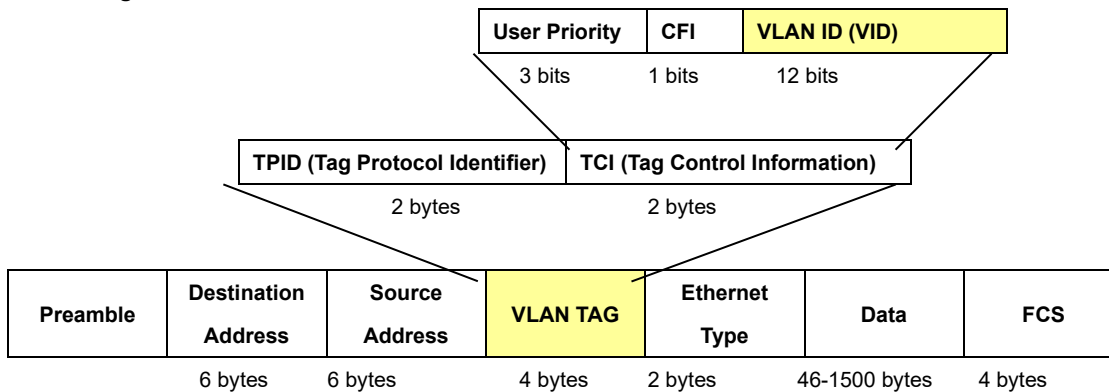 User Priority CFI VLAN ID (VID)
3 bits 1 bits 12 bits
TPID (Tag Protocol Identifier) TCI (Tag Control Information)
2 bytes 2 bytes
Preamble Destination Address Source Address VLAN TAG Ethernet Type Data FCS
6 bytes 6 bytes 4 bytes 2 bytes 46-1500 bytes 4 bytes